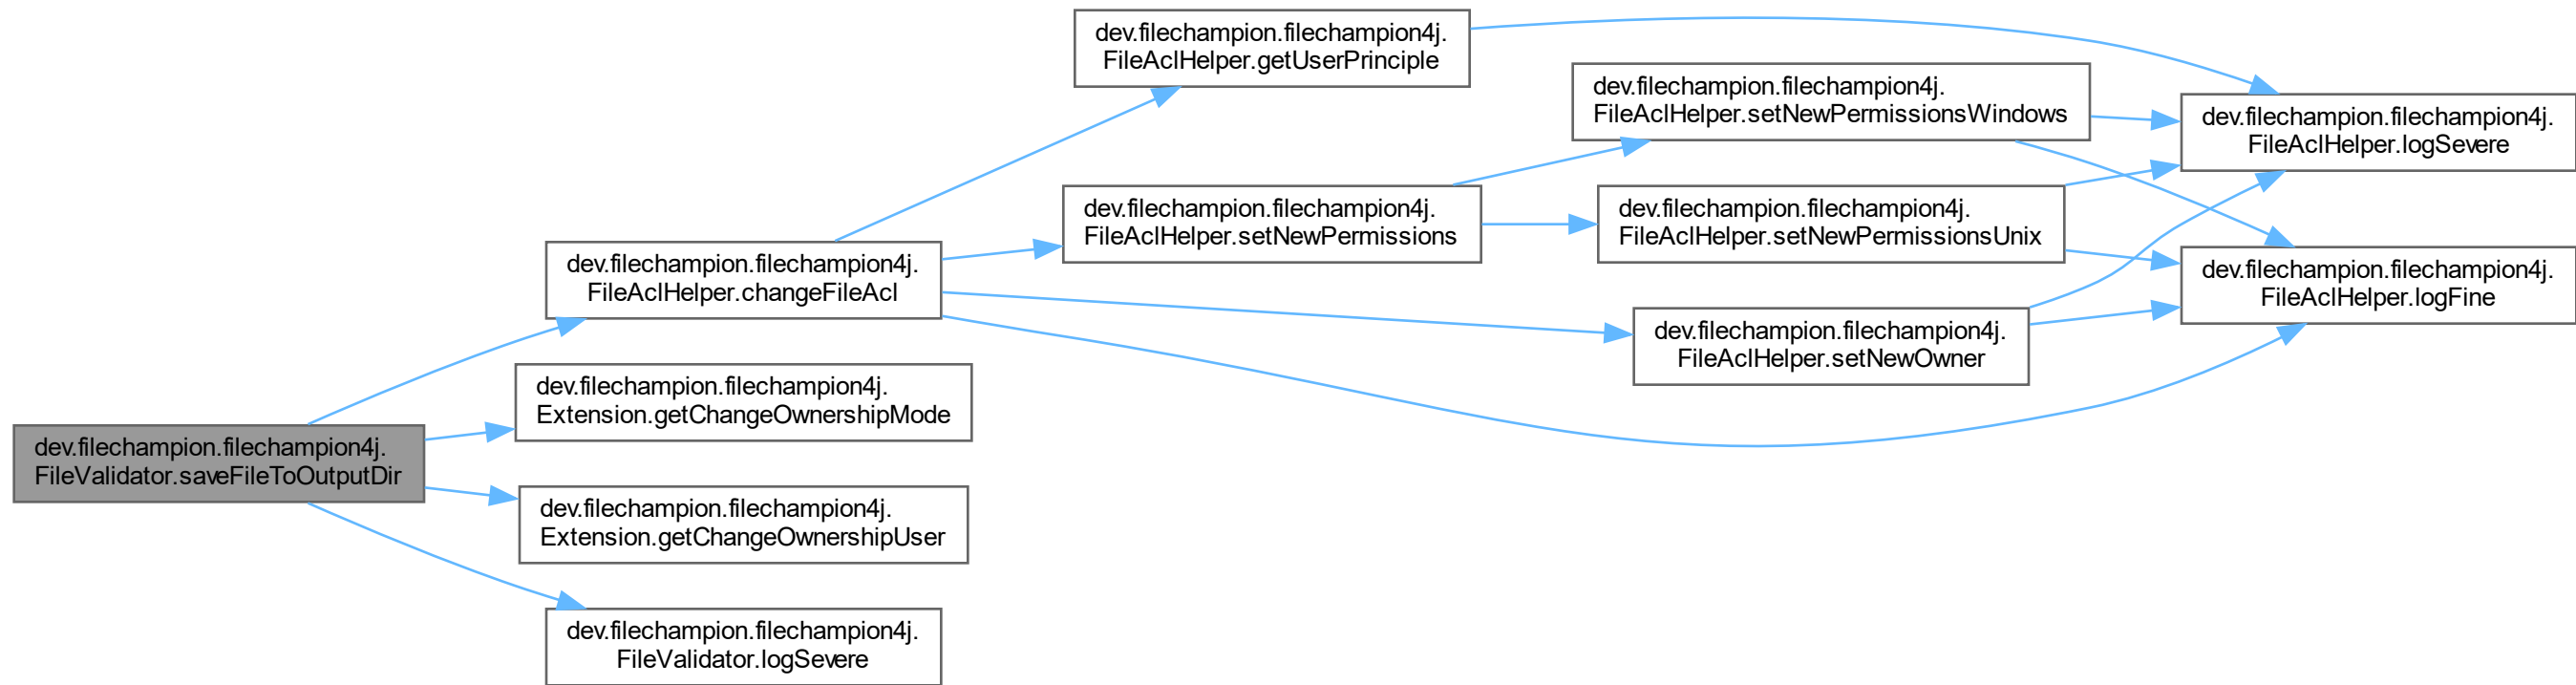 dev.filechampion.filechampion4j.
FileValidator.saveFileToOutputDir
dev.filechampion.filechampion4j.
FileAclHelper.changeFileAcl
dev.filechampion.filechampion4j.
Extension.getChangeOwnershipMode
dev.filechampion.filechampion4j.
Extension.getChangeOwnershipUser
dev.filechampion.filechampion4j.
FileValidator.logSevere
dev.filechampion.filechampion4j.
FileAclHelper.getUserPrinciple
dev.filechampion.filechampion4j.
FileAclHelper.setNewPermissions
dev.filechampion.filechampion4j.
FileAclHelper.setNewPermissionsWindows
dev.filechampion.filechampion4j.
FileAclHelper.setNewPermissionsUnix
dev.filechampion.filechampion4j.
FileAclHelper.setNewOwner
dev.filechampion.filechampion4j.
FileAclHelper.logSevere
dev.filechampion.filechampion4j.
FileAclHelper.logFine